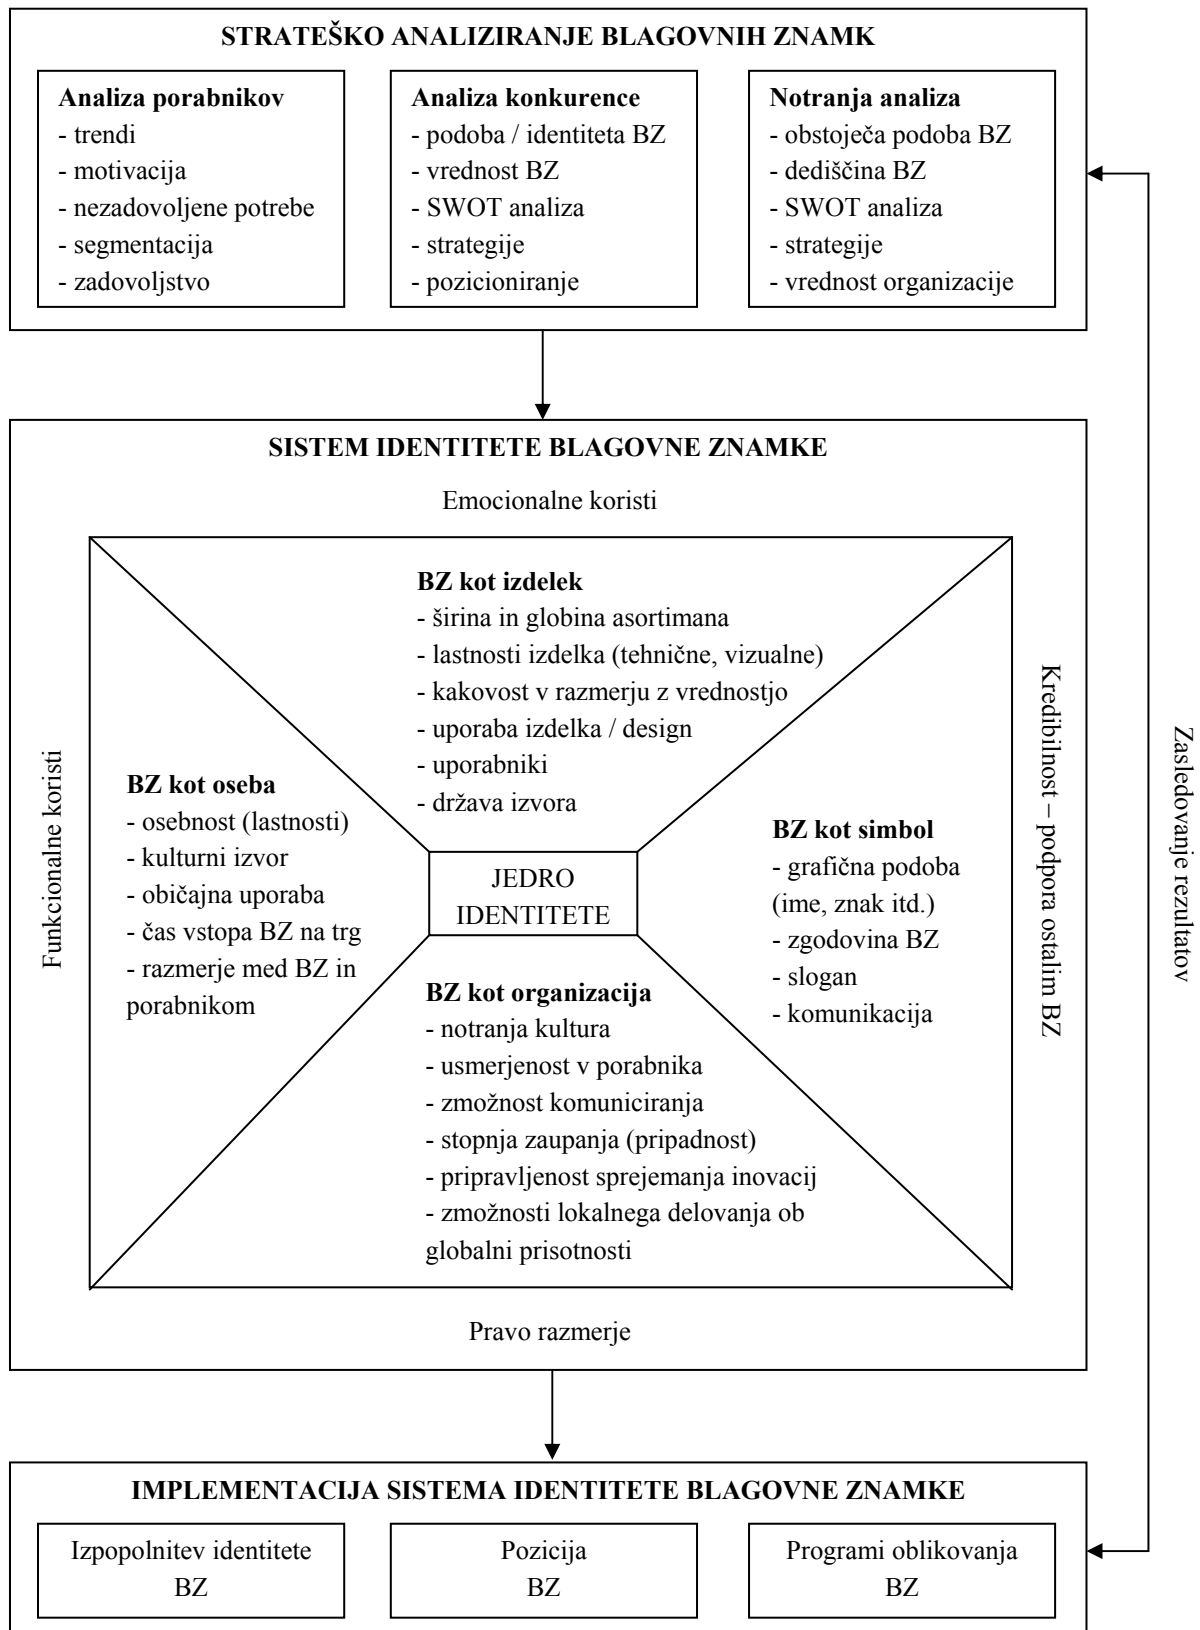 STRATEŠKO ANALIZIRANJE BLAGOVNIH ZNAMK
Analiza porabnikov
- trendi
- motivacija
- nezadovoljene potrebe
- segmentacija
- zadovoljstvo
Analiza konkurence
- podoba / identiteta BZ
- vrednost BZ
- SWOT analiza
- strategije
- pozicioniranje
Notranja analiza
- obstoječa podoba BZ
- dediščina BZ
- SWOT analiza
- strategije
- vrednost organizacije
SISTEM IDENTITETE BLAGOVNE ZNAMKE
Emocionalne koristi
BZ kot izdelek
- širina in globina asortimana
- lastnosti izdelka (tehnične, vizualne)
- kakovost v razmerju z vrednostjo
- uporaba izdelka / design
- uporabniki
- država izvora
Funkcionalne koristi
BZ kot oseba
- osebnost (lastnosti)
- kulturni izvor
- običajna uporaba
- čas vstopa BZ na trg
- razmerje med BZ in
porabnikom
JEDRO
IDENTITETE
BZ kot simbol
- grafična podoba
(ime, znak itd.)
- zgodovina BZ
- slogan
- komunikacija
Kredibilnost – podpora ostalim BZ
Zasledovanje rezultatov
BZ kot organizacija
- notranja kultura
- usmerjenost v porabnika
- zmožnost komuniciranja
- stopnja zaupanja (pripadnost)
- pripravljenost sprejemanja inovacij
- zmožnosti lokalnega delovanja ob
globalni prisotnosti
Pravo razmerje
IMPLEMENTACIJA SISTEMA IDENTITETE BLAGOVNE ZNAMKE
Izpopolnitev identitete
BZ
Pozicija
BZ
Programi oblikovanja
BZ